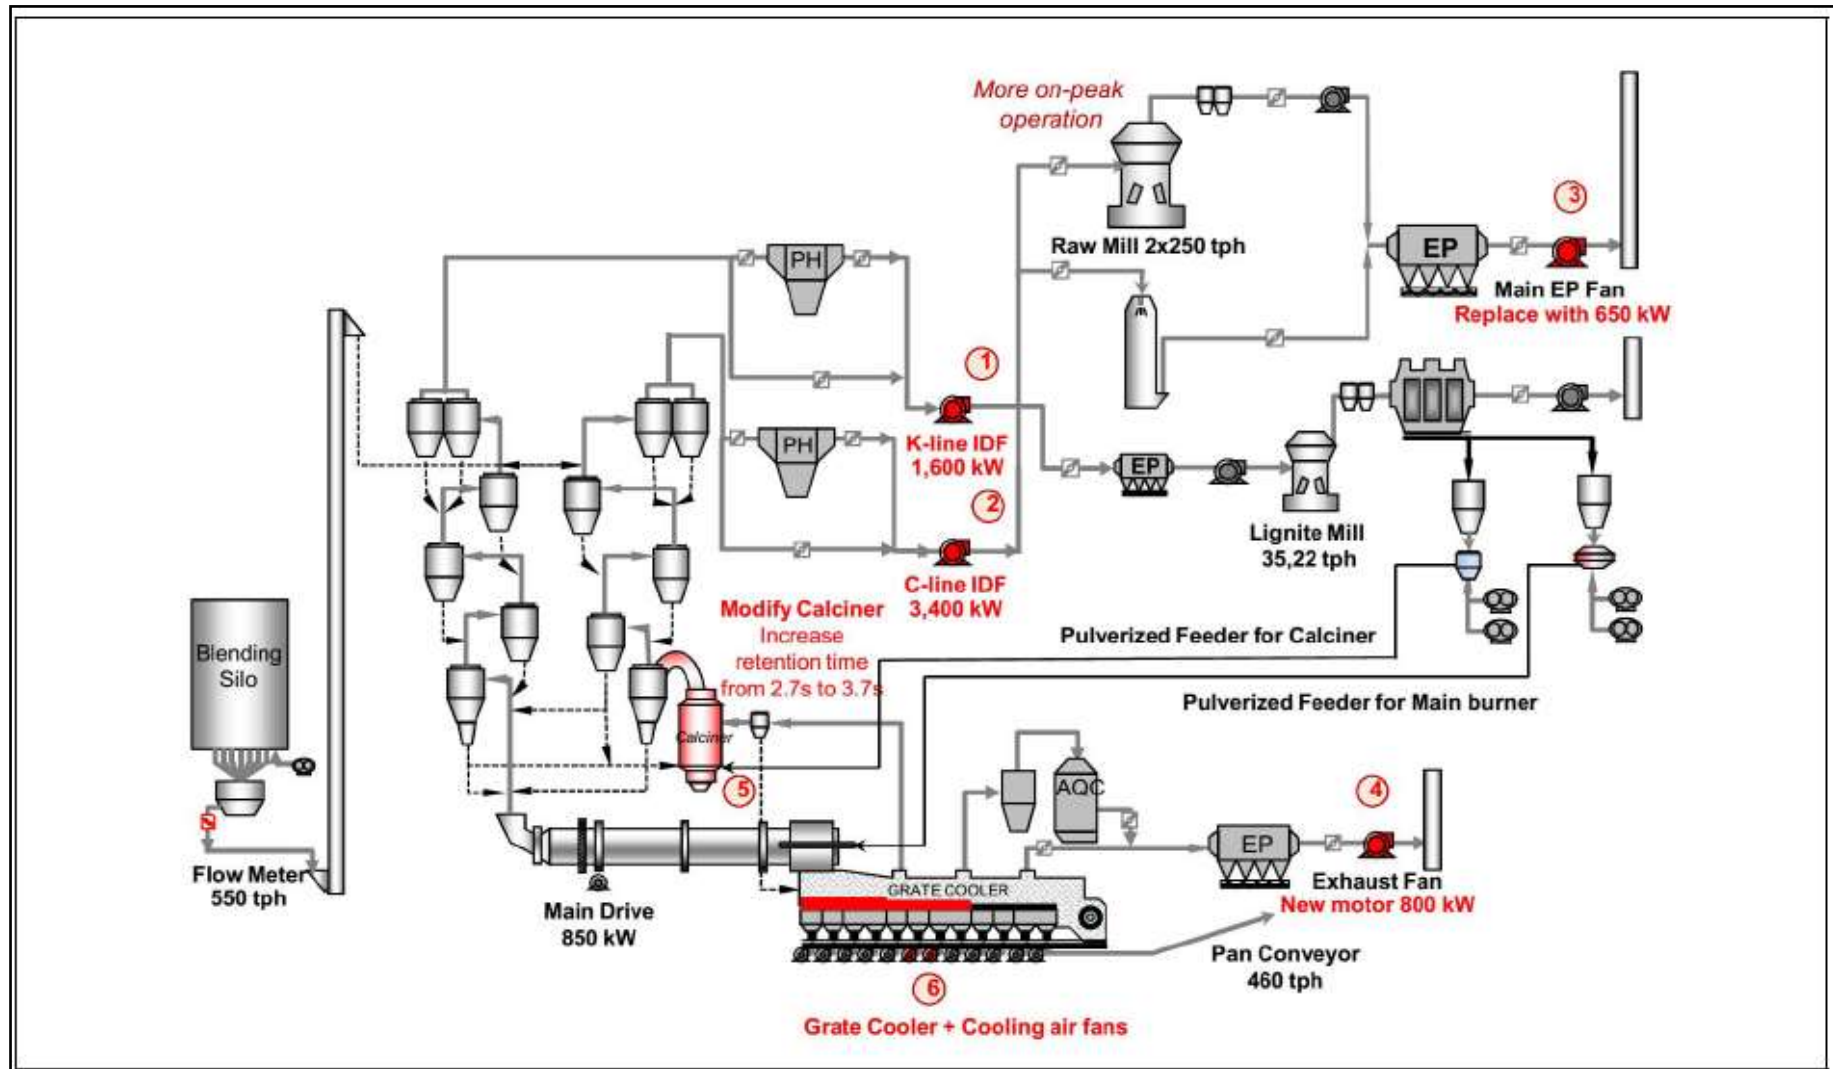 More on-peak
operation
3
PH
Raw Mill 2x250 tph
EP
Main EP Fan
Replace with 650 kW
1
PH
K-line IDF
1,600 kW
EP
2
Lignite Mill
35,22 tph
C-line IDF
3,400 kW
Modify Calciner
Increase
retention time
from 2.7s to 3.7s
Pulverized Feeder for Calciner
Blending
Silo
Pulverized Feeder for Main burner
Calciner
5
AQC
4
EP
Flow Meter
550 tph
GRATE COOLER
Exhaust Fan
New motor 800 kW
Main Drive
850 kW
Pan Conveyor
460 tph
6
Grate Cooler + Cooling air fans